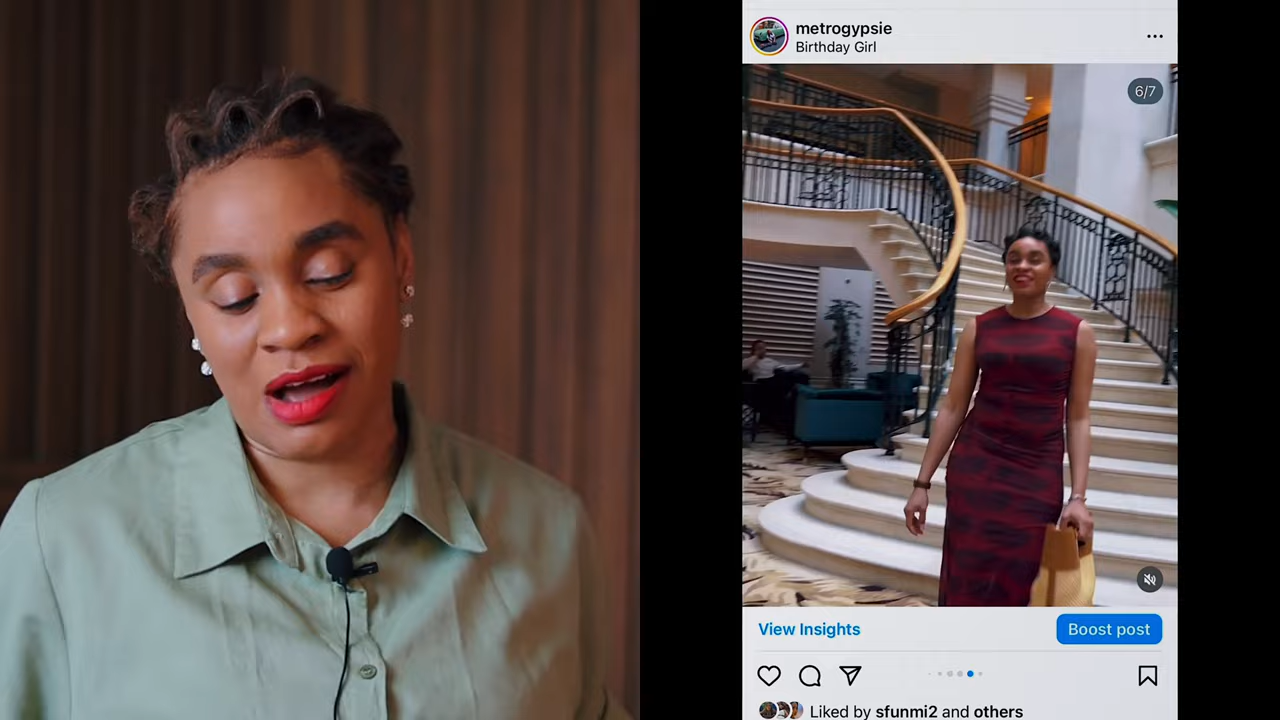 metrogypsie
Birthday Girl
6/7
View Insights
Boost post
Liked by sfunmi2 and others